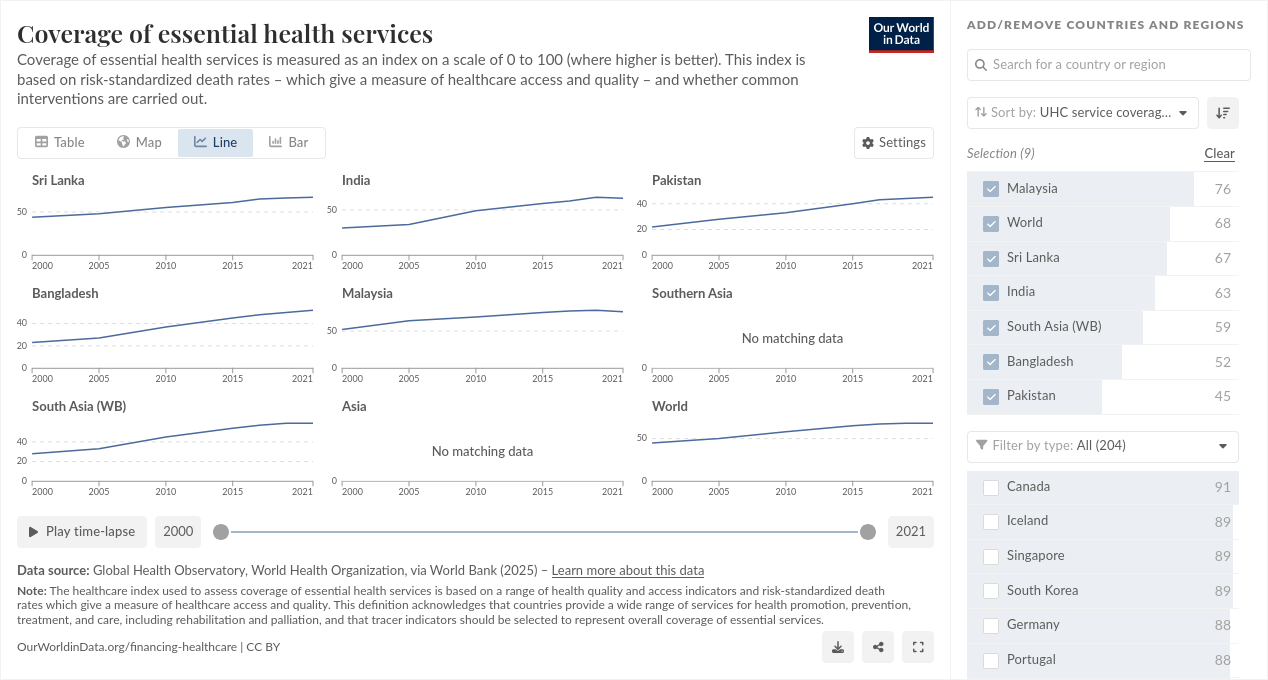 Coverage of essential health services
Our World
in Data
Coverage of essential health services is measured as an index on a scale of 0 to 100 (where higher is better). This index is
based on risk-standardized death rates – which give a measure of healthcare access and quality – and whether common
interventions are carried out.
Table
Map
Line
Bar
Settings
Sri Lanka
50
0
2000 2005 2010 2015 2021
India
50
0
2000 2005 2010 2015 2021
Pakistan
40
20
0
2000 2005 2010 2015 2021
Bangladesh
40
20
0
2000 2005 2010 2015 2021
Malaysia
50
0
2000 2005 2010 2015 2021
Southern Asia
No matching data
0
2000 2005 2010 2015 2021
South Asia (WB)
40
20
0
2000 2005 2010 2015 2021
Asia
No matching data
0
2000 2005 2010 2015 2021
World
50
0
2000 2005 2010 2015 2021
Play time-lapse
2000
2021
Data source: Global Health Observatory, World Health Organization, via World Bank (2025) – Learn more about this data
Note: The healthcare index used to assess coverage of essential health services is based on a range of health quality and access indicators and risk-standardized death
rates which give a measure of healthcare access and quality. This definition acknowledges that countries provide a wide range of services for health promotion, prevention,
treatment, and care, including rehabilitation and palliation, and that tracer indicators should be selected to represent overall coverage of essential services.
OurWorldinData.org/financing-healthcare | CC BY
ADD/REMOVE COUNTRIES AND REGIONS
Search for a country or region
Sort by: UHC service coverag...
Selection (9)
Clear
Malaysia 76
World 68
Sri Lanka 67
India 63
South Asia (WB) 59
Bangladesh 52
Pakistan 45
Filter by type: All (204)
Canada 91
Iceland 89
Singapore 89
South Korea 89
Germany 88
Portugal 88